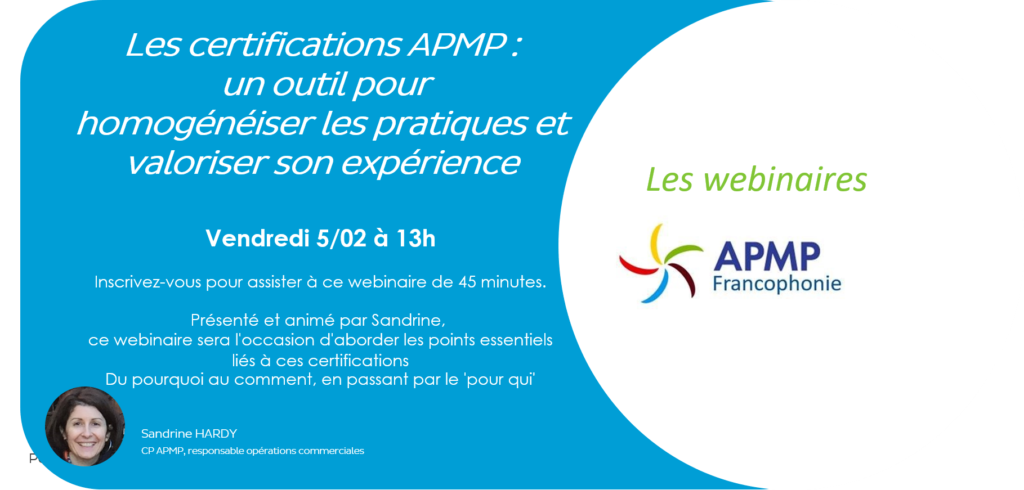 Les certifications APMP :
un outil pour
homogénéiser les pratiques et
valoriser son expérience
Vendredi 5/02 à 13h
Inscrivez-vous pour assister à ce webinaire de 45 minutes.
Présenté et animé par Sandrine,
ce webinaire sera l'occasion d'aborder les points essentiels
liés à ces certifications
Du pourquoi au comment, en passant par le 'pour qui'
Sandrine HARDY
CP APMP, responsable opérations commerciales
Les webinaires
APMP
Francophonie